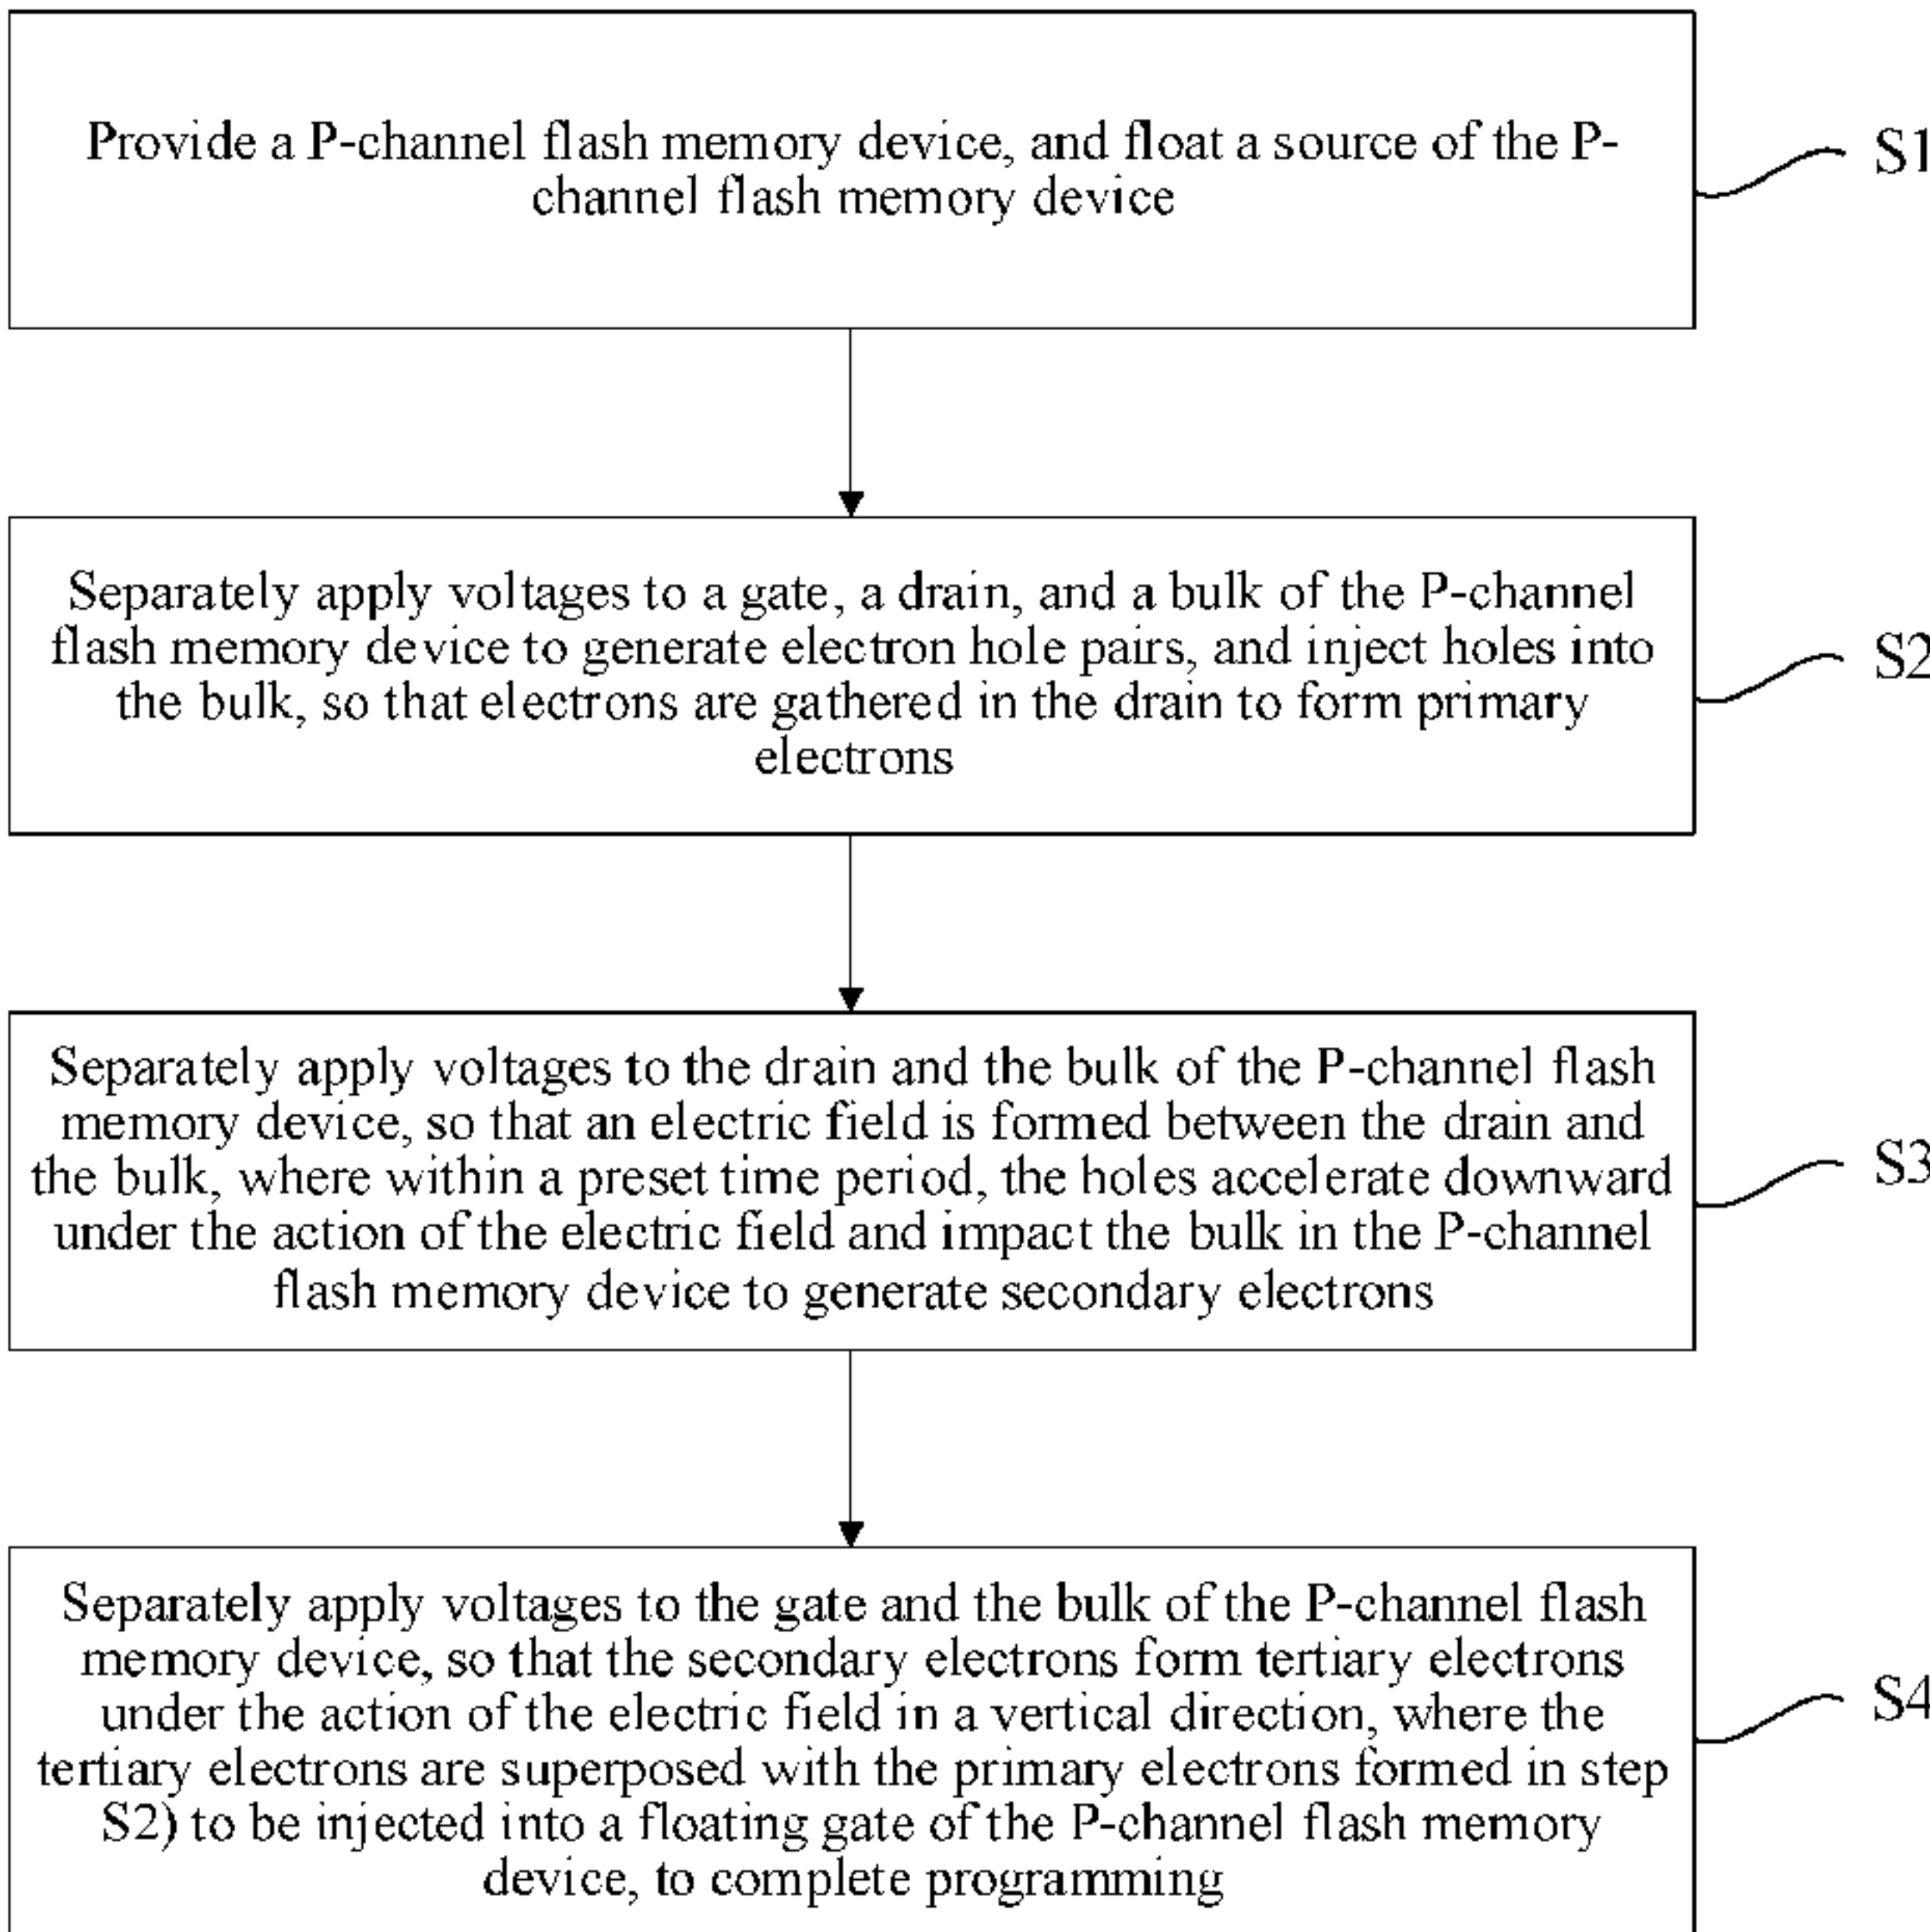 Provide a P-channel flash memory device, and float a source of the P-
channel flash memory device
S1
Separately apply voltages to a gate, a drain, and a bulk of the P-channel
flash memory device to generate electron hole pairs, and inject holes into
the bulk, so that electrons are gathered in the drain to form primary
electrons
S2
Separately apply voltages to the drain and the bulk of the P-channel flash
memory device, so that an electric field is formed between the drain and
the bulk, where within a preset time period, the holes accelerate downward
under the action of the electric field and impact the bulk in the P-channel
flash memory device to generate secondary electrons
S3
Separately apply voltages to the gate and the bulk of the P-channel flash
memory device, so that the secondary electrons form tertiary electrons
under the action of the electric field in a vertical direction, where the
tertiary electrons are superposed with the primary electrons formed in step
S2) to be injected into a floating gate of the P-channel flash memory
device, to complete programming
S4